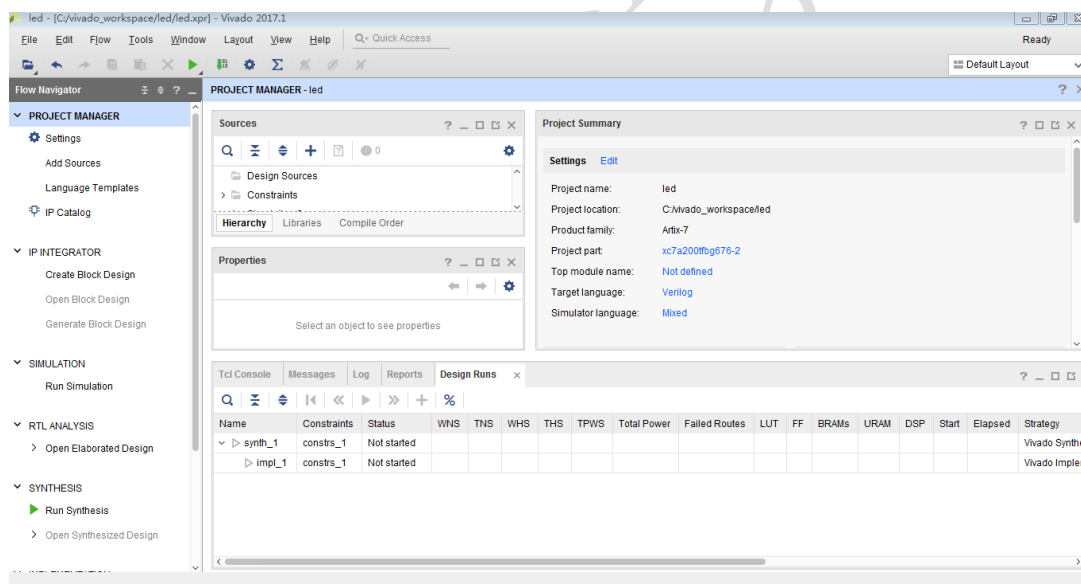 led - [C:/vivado_workspace/led/led.xpr] - Vivado 2017.1
File Edit Flow Tools Window Layout View Help Quick Access Ready
Default Layout
Flow Navigator
PROJECT MANAGER - led
PROJECT MANAGER
Settings
Add Sources
Language Templates
IP Catalog
IP INTEGRATOR
Create Block Design
Open Block Design
Generate Block Design
SIMULATION
Run Simulation
RTL ANALYSIS
Open Elaborated Design
SYNTHESIS
Run Synthesis
Open Synthesized Design
Sources
0
Design Sources
Constraints
Hierarchy Libraries Compile Order
Properties
Select an object to see properties
Project Summary
Settings Edit
Project name: led
Project location: C:/vivado_workspace/led
Product family: Artix-7
Project part: xc7a200tfbg676-2
Top module name: Not defined
Target language: Verilog
Simulator language: Mixed
Tcl Console Messages Log Reports Design Runs
Name Constraints Status WNS TNS WHS THS TPWS Total Power Failed Routes LUT FF BRAMs URAM DSP Start Elapsed Strategy
synth_1 constrs_1 Not started Vivado Synthe
impl_1 constrs_1 Not started Vivado Imple